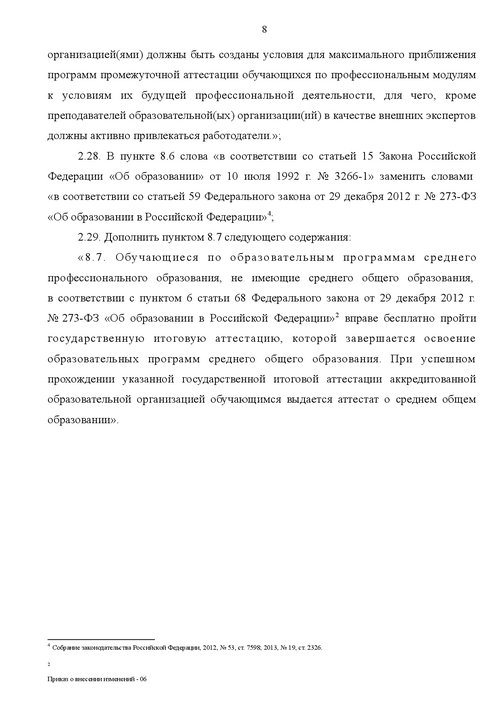 8
организацией(ями) должны быть созданы условия для максимального приближения
программ промежуточной аттестации обучающихся по профессиональным модулям
к условиям их будущей профессиональной деятельности, для чего, кроме
преподавателей образовательной(ых) организации(ий) в качестве внешних экспертов
должны активно привлекаться работодатели.»;
2.28. В пункте 8.6 слова «в соответствии со статьей 15 Закона Российской
Федерации «Об образовании» от 10 июля 1992 г. № 3266-1» заменить словами
«в соответствии со статьей 59 Федерального закона от 29 декабря 2012 г. № 273-ФЗ
«Об образовании в Российской Федерации»⁴;
2.29. Дополнить пунктом 8.7 следующего содержания:
«8.7. Обучающиеся по образовательным программам среднего
профессионального образования, не имеющие среднего общего образования,
в соответствии с пунктом 6 статьи 68 Федерального закона от 29 декабря 2012 г.
№ 273-ФЗ «Об образовании в Российской Федерации»² вправе бесплатно пройти
государственную итоговую аттестацию, которой завершается освоение
образовательных программ среднего общего образования. При успешном
прохождении указанной государственной итоговой аттестации аккредитованной
образовательной организацией обучающимся выдается аттестат о среднем общем
образовании».
⁴ Собрание законодательства Российской Федерации, 2012, № 53, ст. 7598; 2013, № 19, ст. 2326.
²
Приказ о внесении изменений - 06